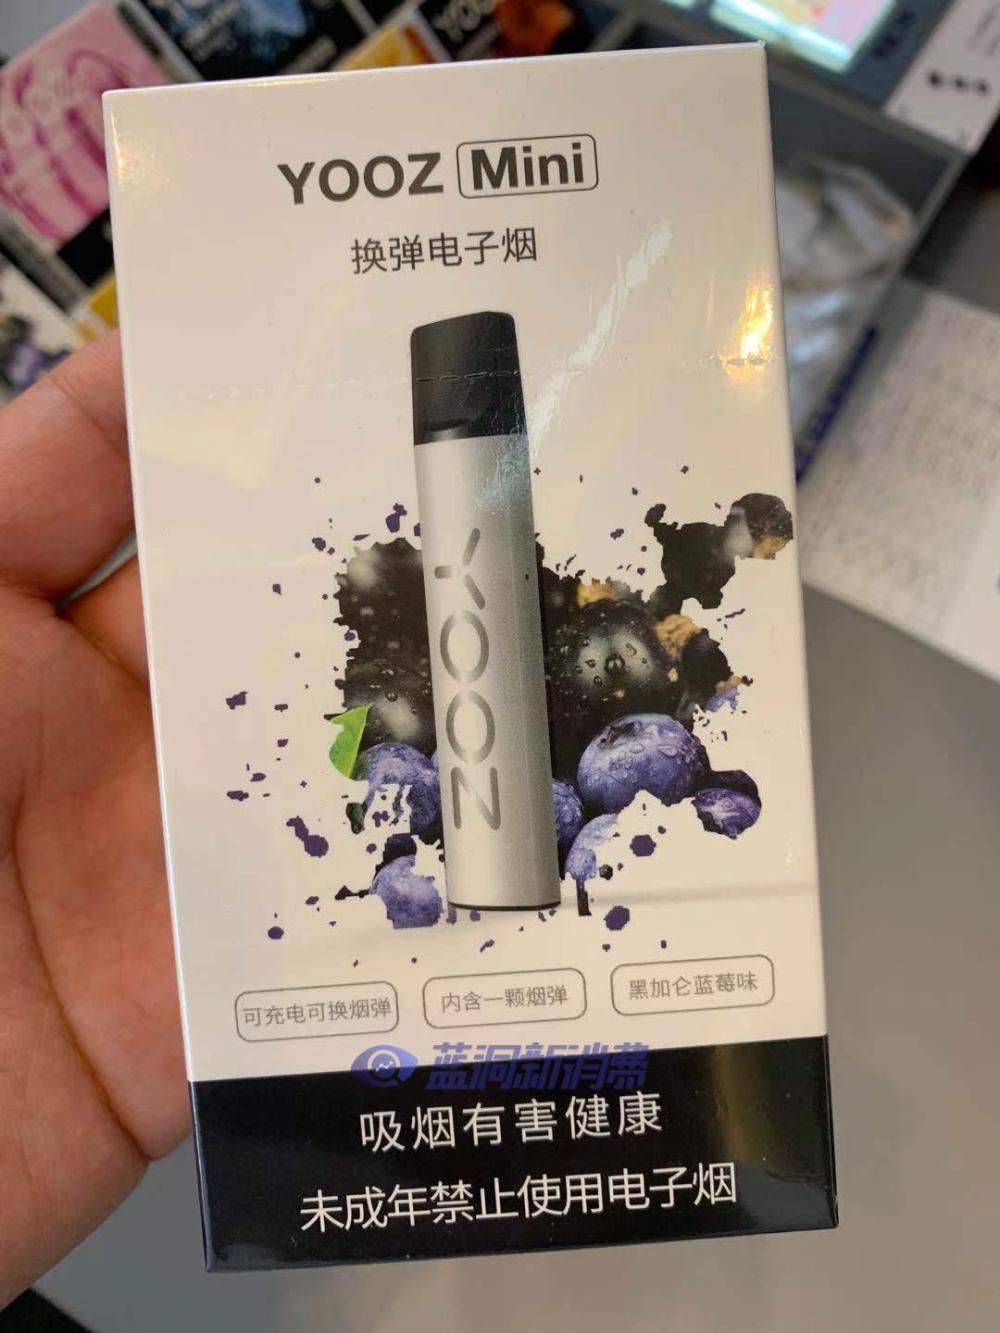 YOOZ Mini
换弹电子烟
YOOZ
可充电可换烟弹
内含一颗烟弹
黑加仑蓝莓味
蓝洞新消费
吸烟有害健康
未成年禁止使用电子烟